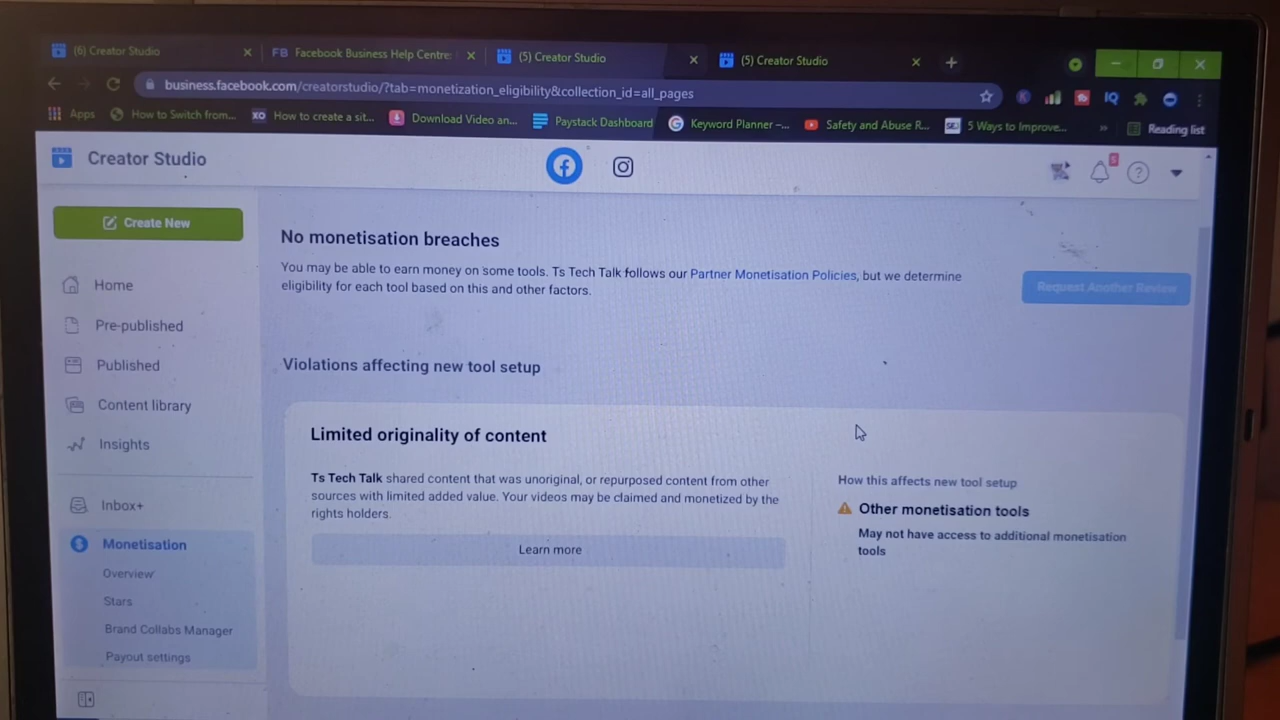 (6) Creator Studio
FB Facebook Business Help Centre:
(5) Creator Studio
(5) Creator Studio
business.facebook.com/creatorstudio/?tab=monetization_eligibility&collection_id=all_pages
Apps
How to Switch from...
XO How to create a sit...
Download Video an...
Paystack Dashboard
Keyword Planner –...
Safety and Abuse R...
5 Ways to Improve...
»
Reading list
K
IQ
Creator Studio
5
Create New
Home
Pre-published
Published
Content library
Insights
Inbox+
Monetisation
Overview
Stars
Brand Collabs Manager
Payout settings
No monetisation breaches
You may be able to earn money on some tools. Ts Tech Talk follows our Partner Monetisation Policies, but we determine
eligibility for each tool based on this and other factors.
Request Another Review
Violations affecting new tool setup
Limited originality of content
Ts Tech Talk shared content that was unoriginal, or repurposed content from other
sources with limited added value. Your videos may be claimed and monetized by the
rights holders.
Learn more
How this affects new tool setup
Other monetisation tools
May not have access to additional monetisation
tools